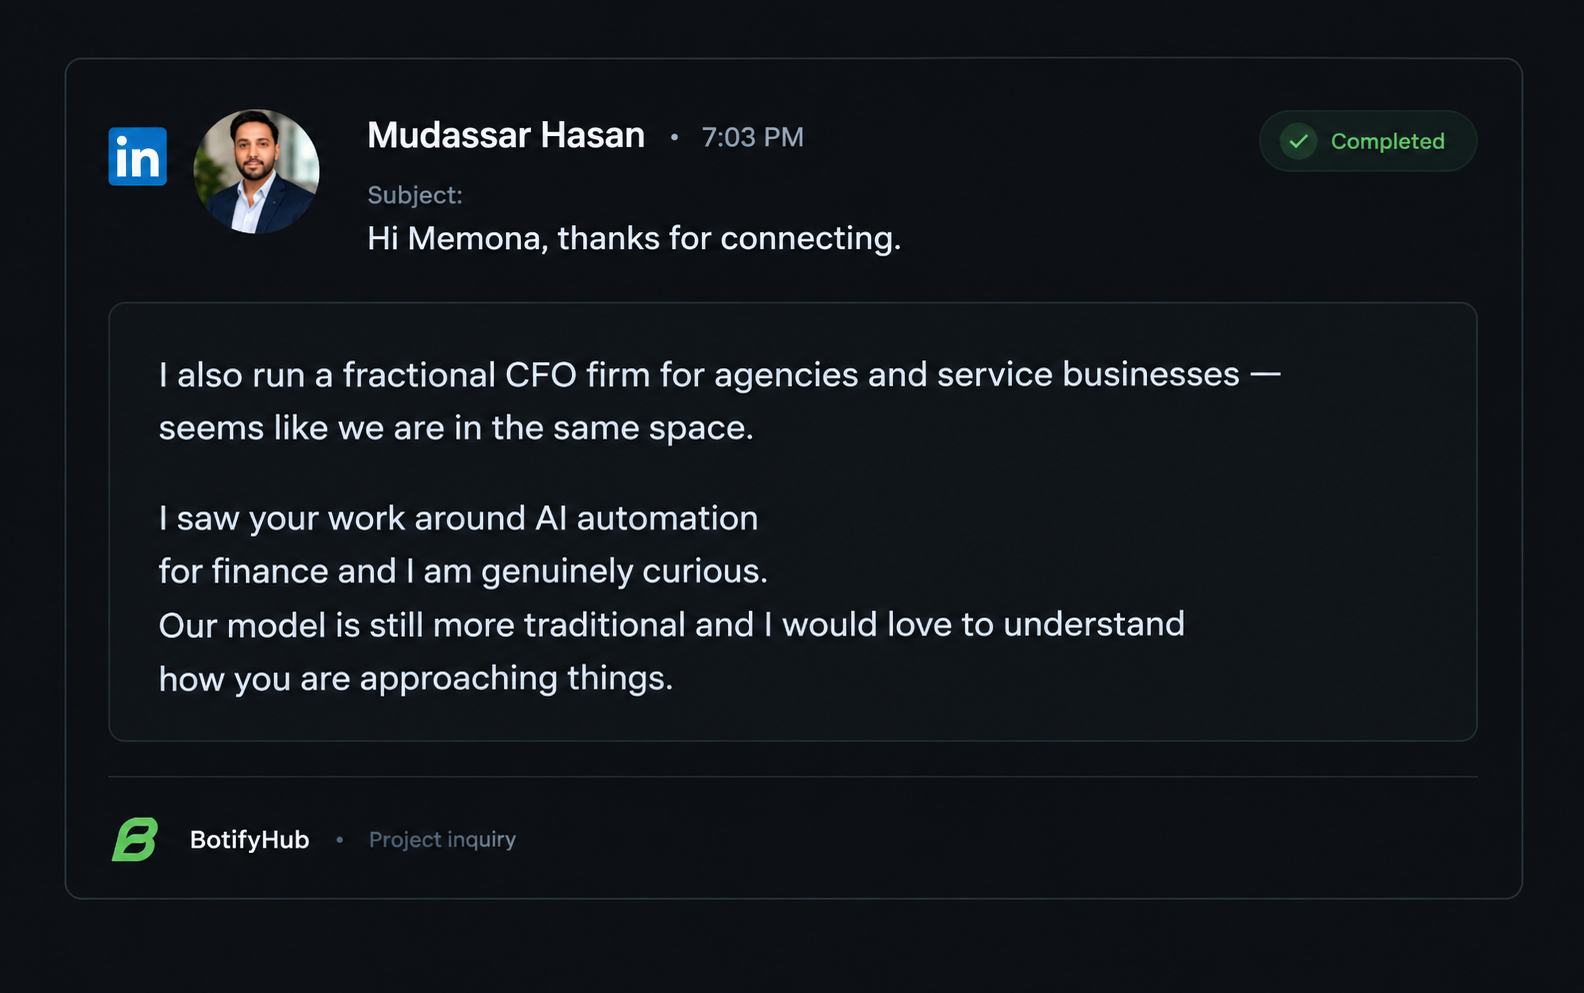 in
Mudassar Hasan • 7:03 PM
Completed
Subject:
Hi Memona, thanks for connecting.
I also run a fractional CFO firm for agencies and service businesses —
seems like we are in the same space.
I saw your work around AI automation
for finance and I am genuinely curious.
Our model is still more traditional and I would love to understand
how you are approaching things.
BotifyHub • Project inquiry